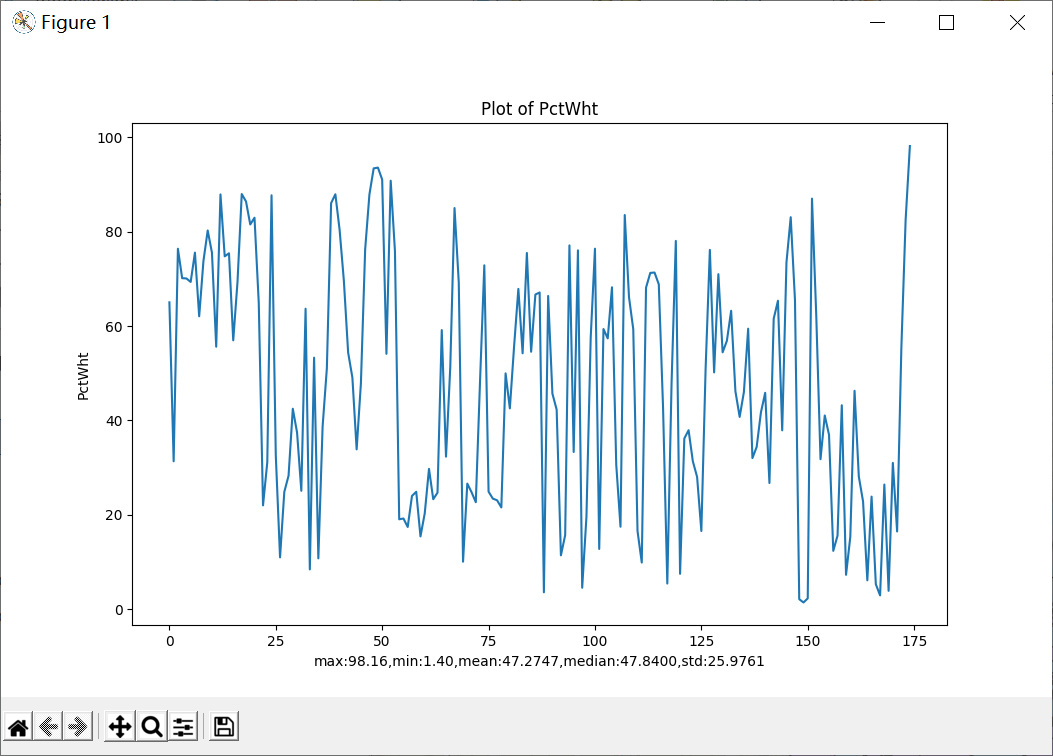 Figure 1
Plot of PctWht
100
80
60
40
20
0
PctWht
0 25 50 75 100 125 150 175
max:98.16,min:1.40,mean:47.2747,median:47.8400,std:25.9761